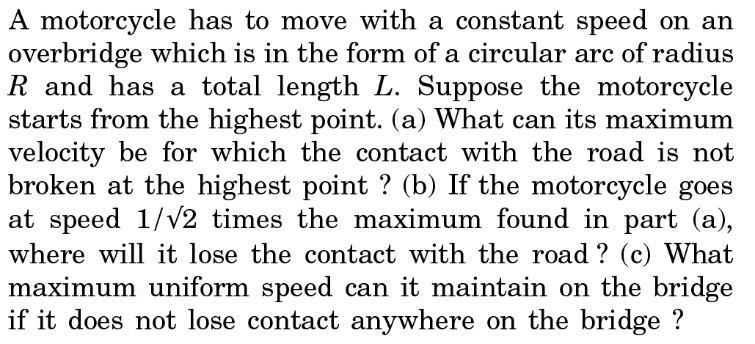 A motorcycle has to move with a constant speed on an
overbridge which is in the form of a circular arc of radius
R and has a total length L. Suppose the motorcycle
starts from the highest point. (a) What can its maximum
velocity be for which the contact with the road is not
broken at the highest point ? (b) If the motorcycle goes
at speed 1/√2 times the maximum found in part (a),
where will it lose the contact with the road ? (c) What
maximum uniform speed can it maintain on the bridge
if it does not lose contact anywhere on the bridge ?